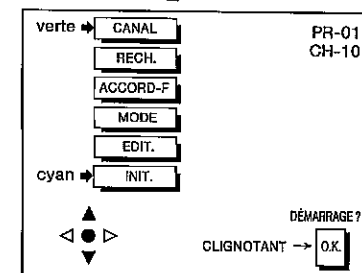 verte CANAL
PR-01
CH-10
RECH.
ACCORD-F
MODE
EDIT.
cyan INIT.
DÉMARRAGE?
CLIGNOTANT → O.K.